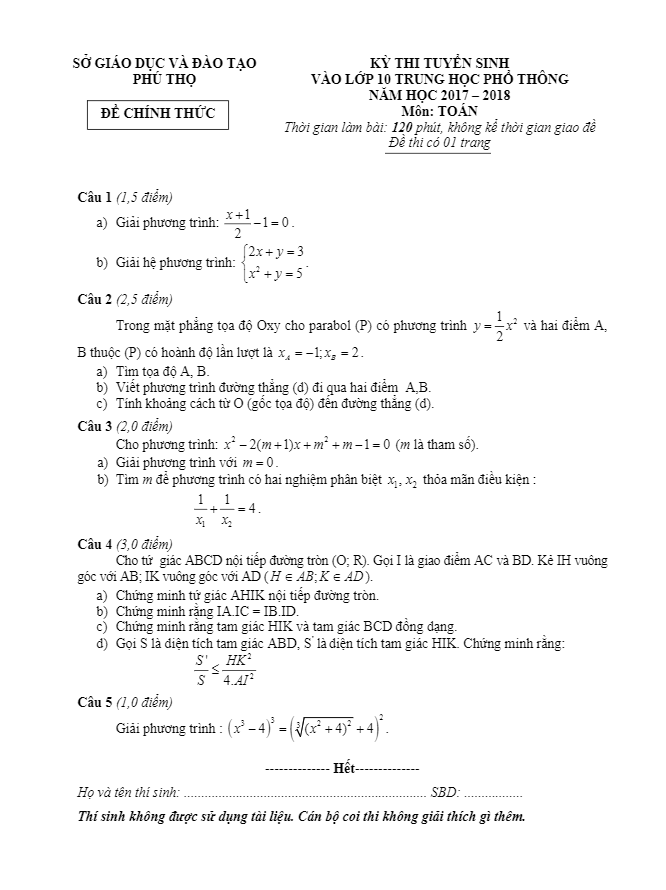 SỞ GIÁO DỤC VÀ ĐÀO TẠO
PHÚ THỌ
ĐỀ CHÍNH THỨC
KỲ THI TUYỂN SINH
VÀO LỚP 10 TRUNG HỌC PHỔ THÔNG
NĂM HỌC 2017 – 2018
Môn: TOÁN
Thời gian làm bài: 120 phút, không kể thời gian giao đề
Đề thi có 01 trang
Câu 1 (1,5 điểm)
a) Giải phương trình: \frac{x+1}{2} - 1 = 0 .
b) Giải hệ phương trình: \begin{cases} 2x + y = 3 \\ x^2 + y = 5 \end{cases} .
Câu 2 (2,5 điểm)
Trong mặt phẳng tọa độ Oxy cho parabol (P) có phương trình y = \frac{1}{2}x^2 và hai điểm A,
B thuộc (P) có hoành độ lần lượt là x_A = −1; x_B = 2 .
a) Tìm tọa độ A, B.
b) Viết phương trình đường thẳng (d) đi qua hai điểm A,B.
c) Tính khoảng cách từ O (gốc tọa độ) đến đường thẳng (d).
Câu 3 (2,0 điểm)
Cho phương trình: x² − 2(m+1)x + m² + m − 1 = 0 (m là tham số).
a) Giải phương trình với m = 0 .
b) Tìm m để phương trình có hai nghiệm phân biệt x₁, x₂ thỏa mãn điều kiện :
\frac{1}{x_1} + \frac{1}{x_2} = 4 .
Câu 4 (3,0 điểm)
Cho tứ giác ABCD nội tiếp đường tròn (O; R). Gọi I là giao điểm AC và BD. Kẻ IH vuông
góc với AB; IK vuông góc với AD ( H ∈ AB; K ∈ AD ).
a) Chứng minh tứ giác AHIK nội tiếp đường tròn.
b) Chứng minh rằng IA.IC = IB.ID.
c) Chứng minh rằng tam giác HIK và tam giác BCD đồng dạng.
d) Gọi S là diện tích tam giác ABD, S' là diện tích tam giác HIK. Chứng minh rằng:
\frac{S'}{S} ≤ \frac{HK^2}{4.AI^2}
Câu 5 (1,0 điểm)
Giải phương trình : (x^3 − 4)^3 = (\sqrt[3]{(x^2 + 4)^2} + 4)^2 .
-------------- Hết--------------
Họ và tên thí sinh: ...................................................................... SBD: .................
Thí sinh không được sử dụng tài liệu. Cán bộ coi thi không giải thích gì thêm.